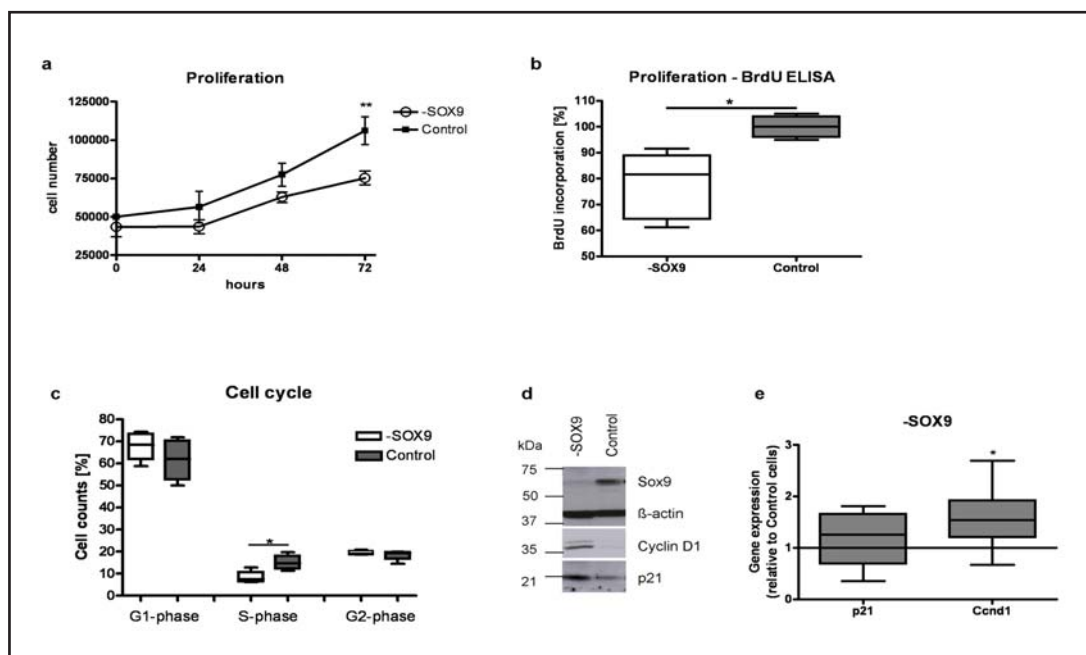 a
Proliferation
125000
100000
75000
50000
25000
cell number
0 24 48 72
hours
**
-SOX9
Control
b
Proliferation - BrdU ELISA
110
100
90
80
70
60
50
BrdU incorporation [%]
*
-SOX9 Control
c
Cell cycle
80
70
60
50
40
30
20
10
0
Cell counts [%]
*
-SOX9
Control
G1-phase S-phase G2-phase
d
kDa
-SOX9
Control
75
50
37
35
21
Sox9
ß-actin
Cyclin D1
p21
e
-SOX9
3
2
1
0
Gene expression
(relative to Control cells)
*
p21 Ccnd1